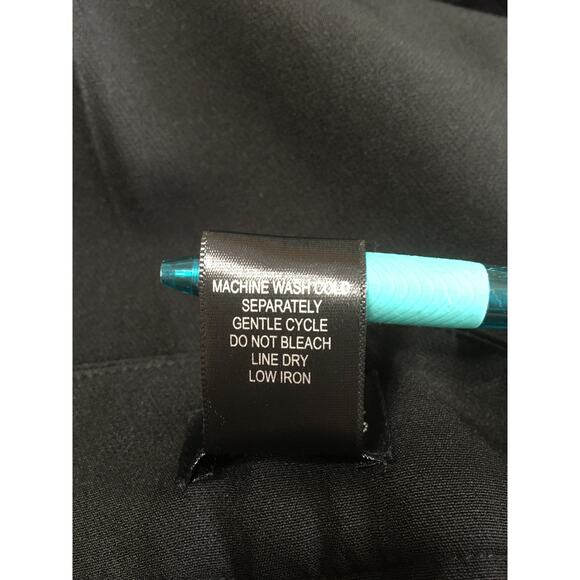 MACHINE WASH COLD
SEPARATELY
GENTLE CYCLE
DO NOT BLEACH
LINE DRY
LOW IRON